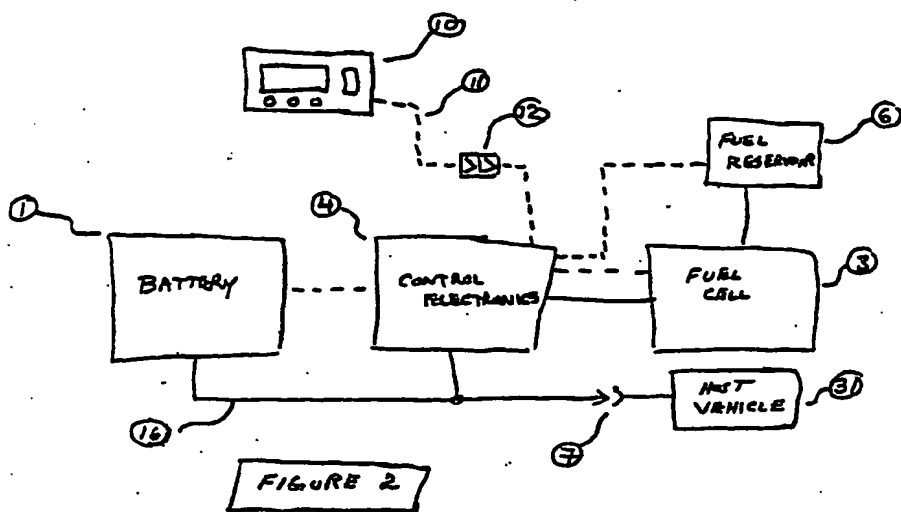 10
11
12
6
FUEL
RESERVOIR
1
4
BATTERY
CONTROL
ELECTRONICS
FUEL
CELL
3
HOST
VEHICLE
31
16
7
FIGURE 2